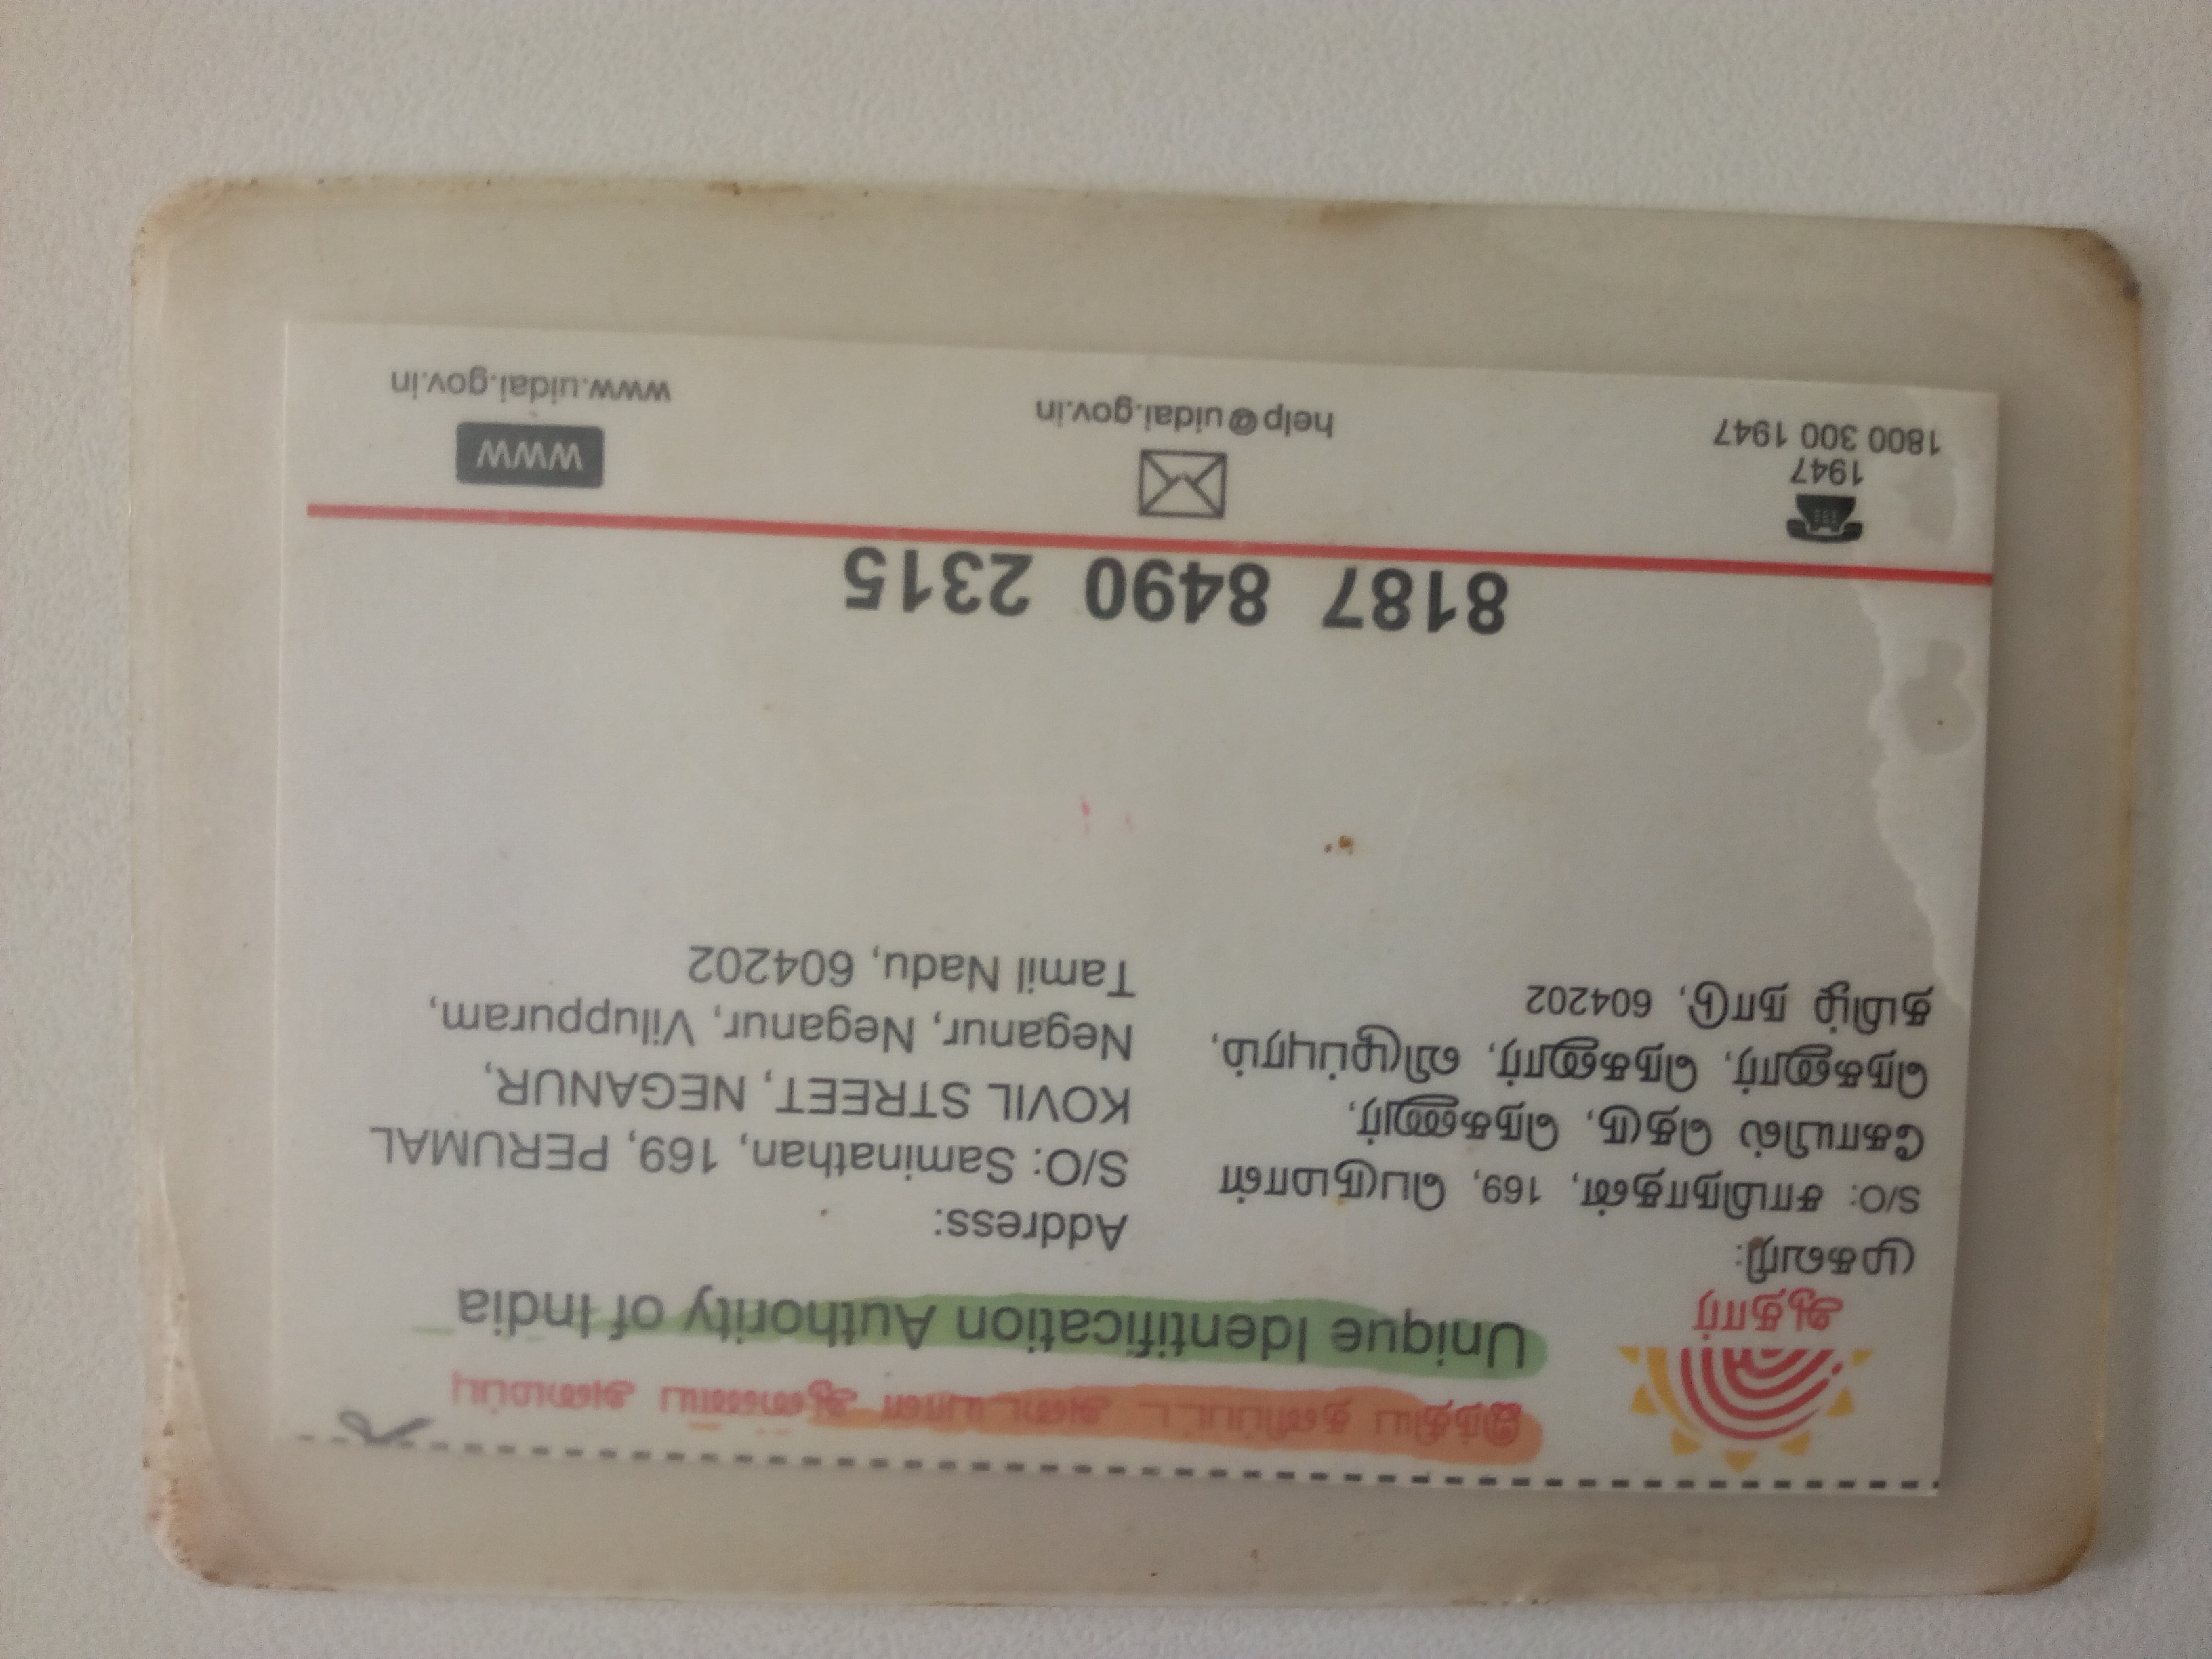 இந்திய தனிப்பட்ட அடையாள ஆணைய அமைப்பு
Unique Identification Authority of India
ஆதார்
முகவரி:
S/O: சாமிநாதன், 169, பெருமாள்
கோயில் தெரு, நெகனூர்,
நெகனூர், நெகனூர், விழுப்புரம்,
தமிழ் நாடு, 604202
Address:
S/O: Saminathan, 169, PERUMAL
KOVIL STREET, NEGANUR,
Neganur, Neganur, Viluppuram,
Tamil Nadu, 604202
8187 8490 2315
1947
1800 300 1947
help@uidai.gov.in
WWW
www.uidai.gov.in